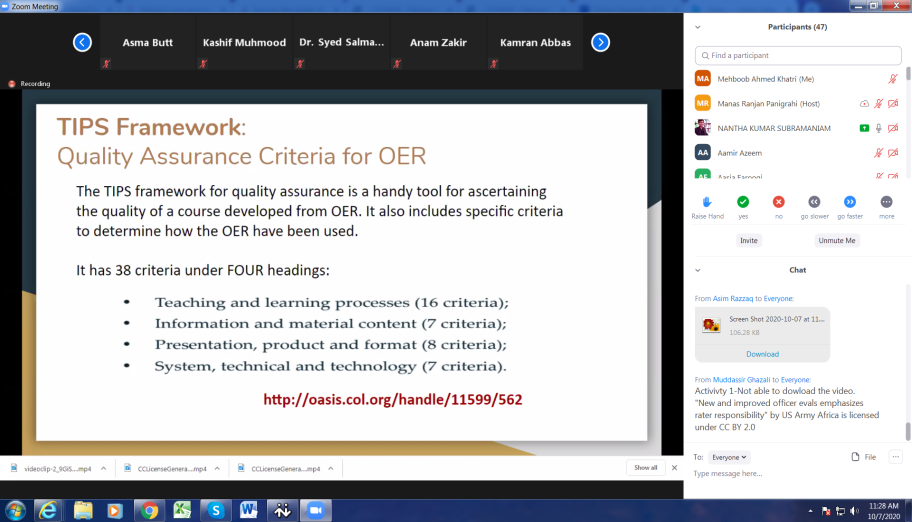 Zoom Meeting
Asma Butt
Kashif Muhmood
Dr. Syed Salma...
Anam Zakir
Kamran Abbas
Recording
TIPS Framework:
Quality Assurance Criteria for OER
The TIPS framework for quality assurance is a handy tool for ascertaining
the quality of a course developed from OER. It also includes specific criteria
to determine how the OER have been used.
It has 38 criteria under FOUR headings:
• Teaching and learning processes (16 criteria);
• Information and material content (7 criteria);
• Presentation, product and format (8 criteria);
• System, technical and technology (7 criteria).
http://oasis.col.org/handle/11599/562
videoclip-2_9GiS....mp4
CCLicenseGenera....mp4
CCLicenseGenera....mp4
Show all
Participants (47)
Find a participant
MA Mehboob Ahmed Khatri (Me)
MR Manas Ranjan Panigrahi (Host)
NANTHA KUMAR SUBRAMANIAM
AA Aamir Azeem
AF Aasia Farooqi
Raise Hand
yes
no
go slower
go faster
more
Invite
Unmute Me
Chat
From Asim Razzaq to Everyone:
Screen Shot 2020-10-07 at 11....
106.28 KB
Download
From Muddassir Ghazali to Everyone:
Activivty 1-Not able to dowload the video.
"New and improved officer evals emphasizes
rater responsibility" by US Army Africa is licensed
under CC BY 2.0
To: Everyone
File
Type message here...
11:28 AM
10/7/2020